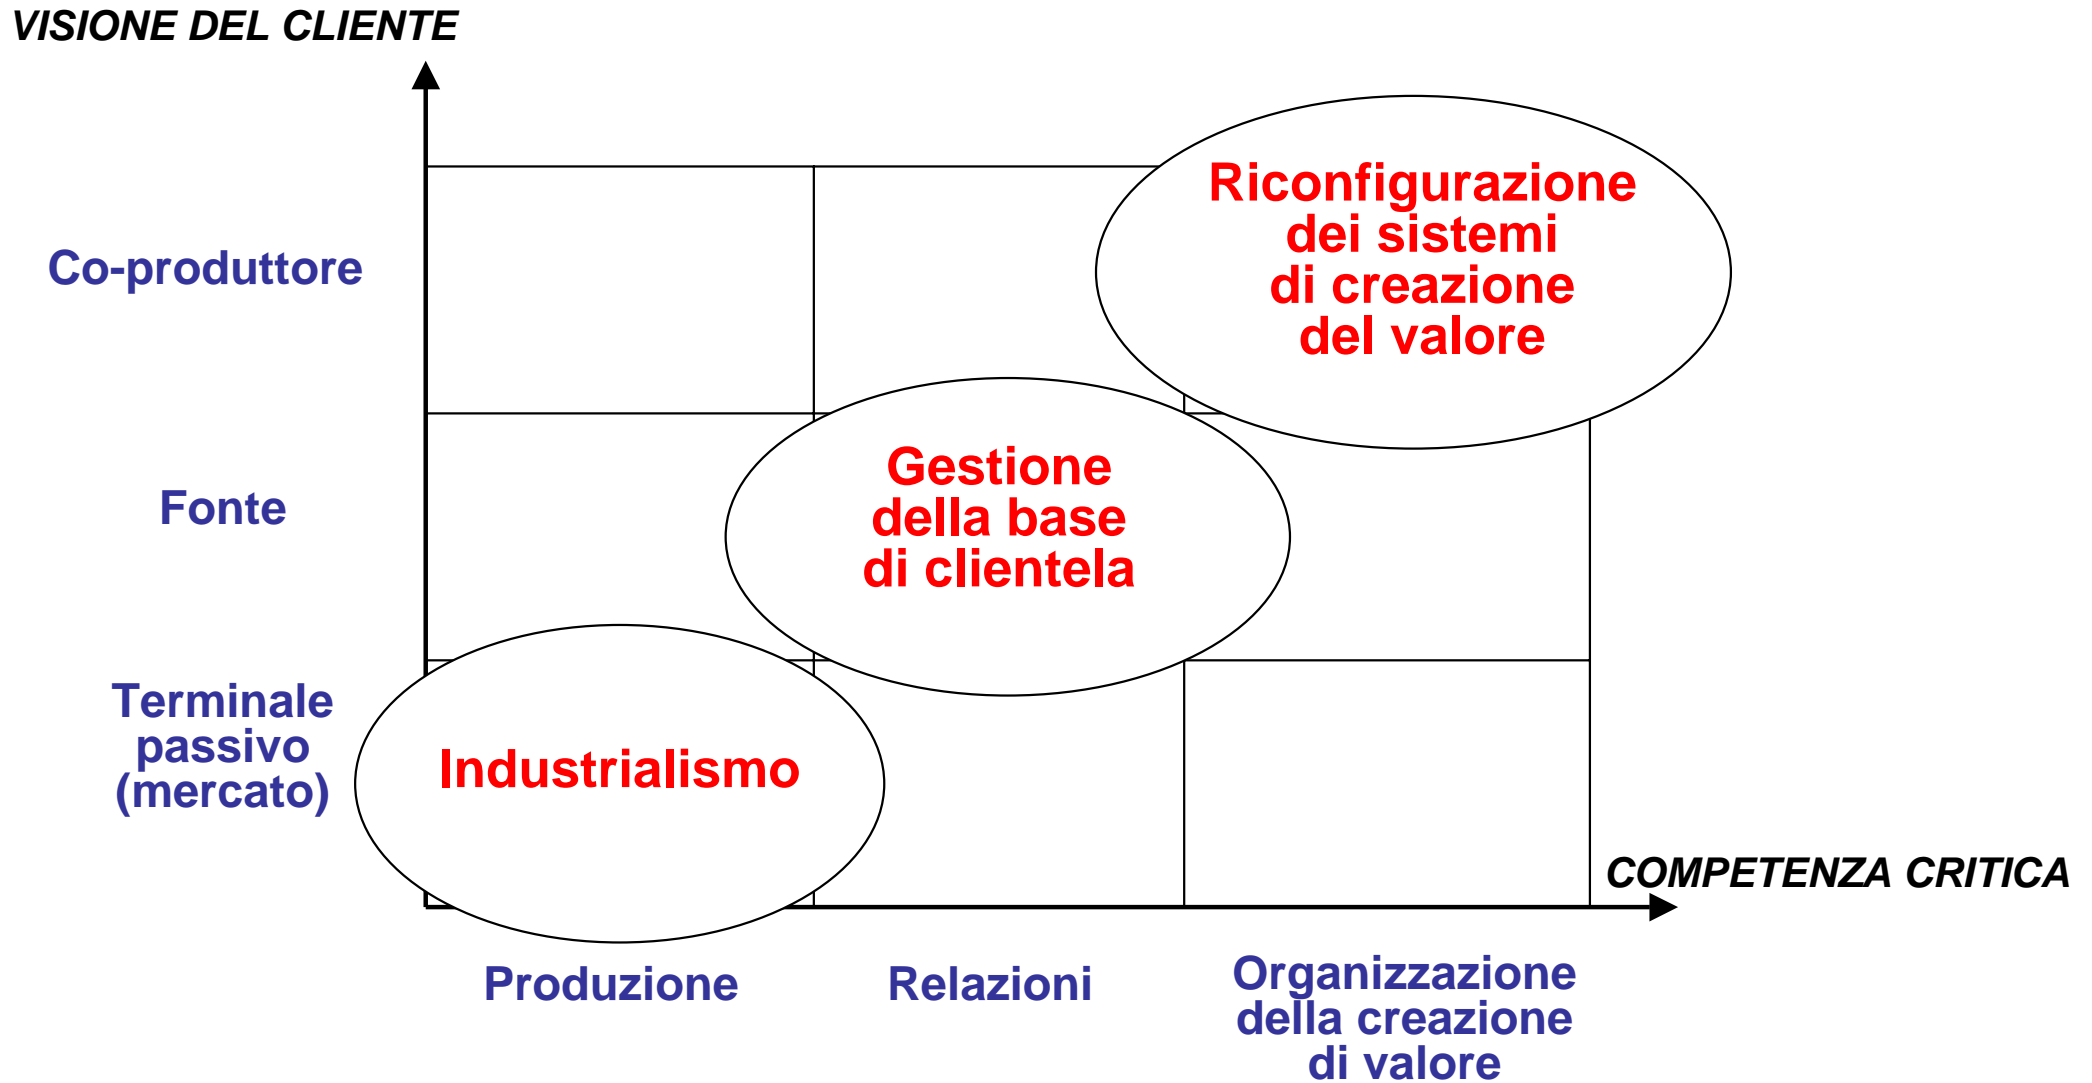 VISIONE DEL CLIENTE
Riconfigurazione
dei sistemi
di creazione
del valore
Co-produttore
Gestione
della base
di clientela
Fonte
Terminale
passivo
(mercato)
Industrialismo
COMPETENZA CRITICA
Produzione
Relazioni
Organizzazione
della creazione
di valore